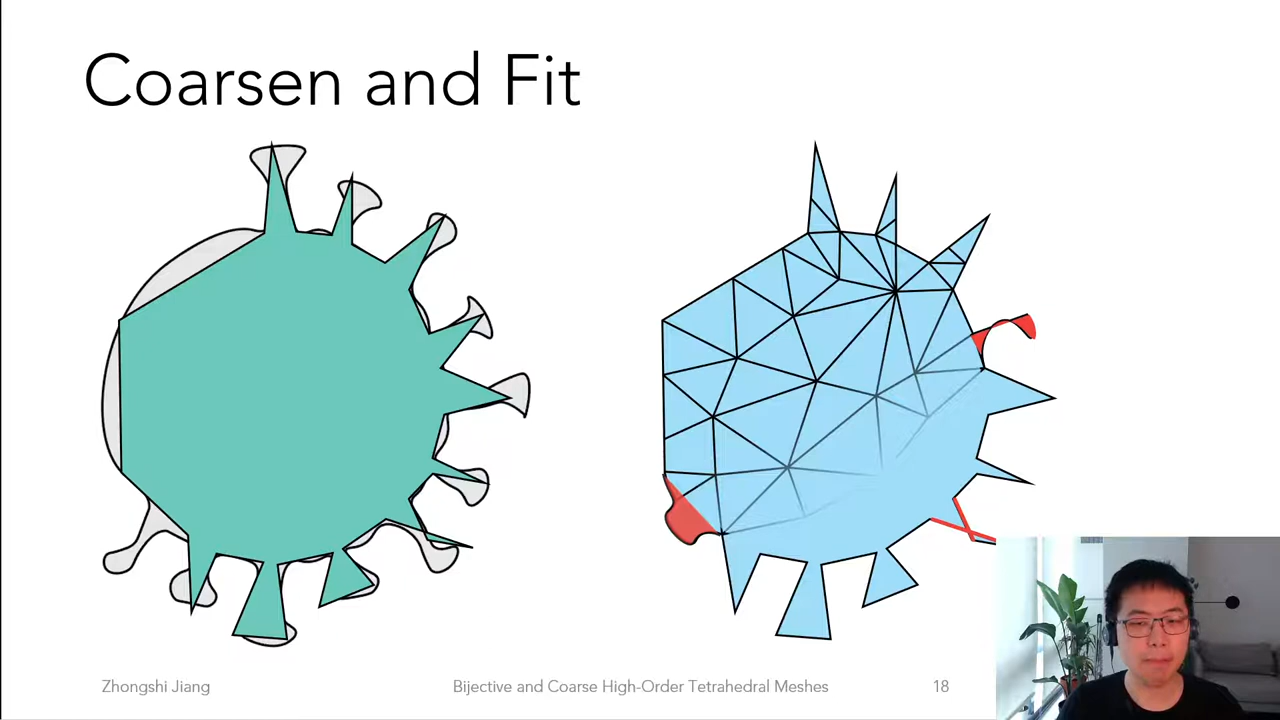 Coarsen and Fit
Zhongshi Jiang
Bijective and Coarse High-Order Tetrahedral Meshes
18